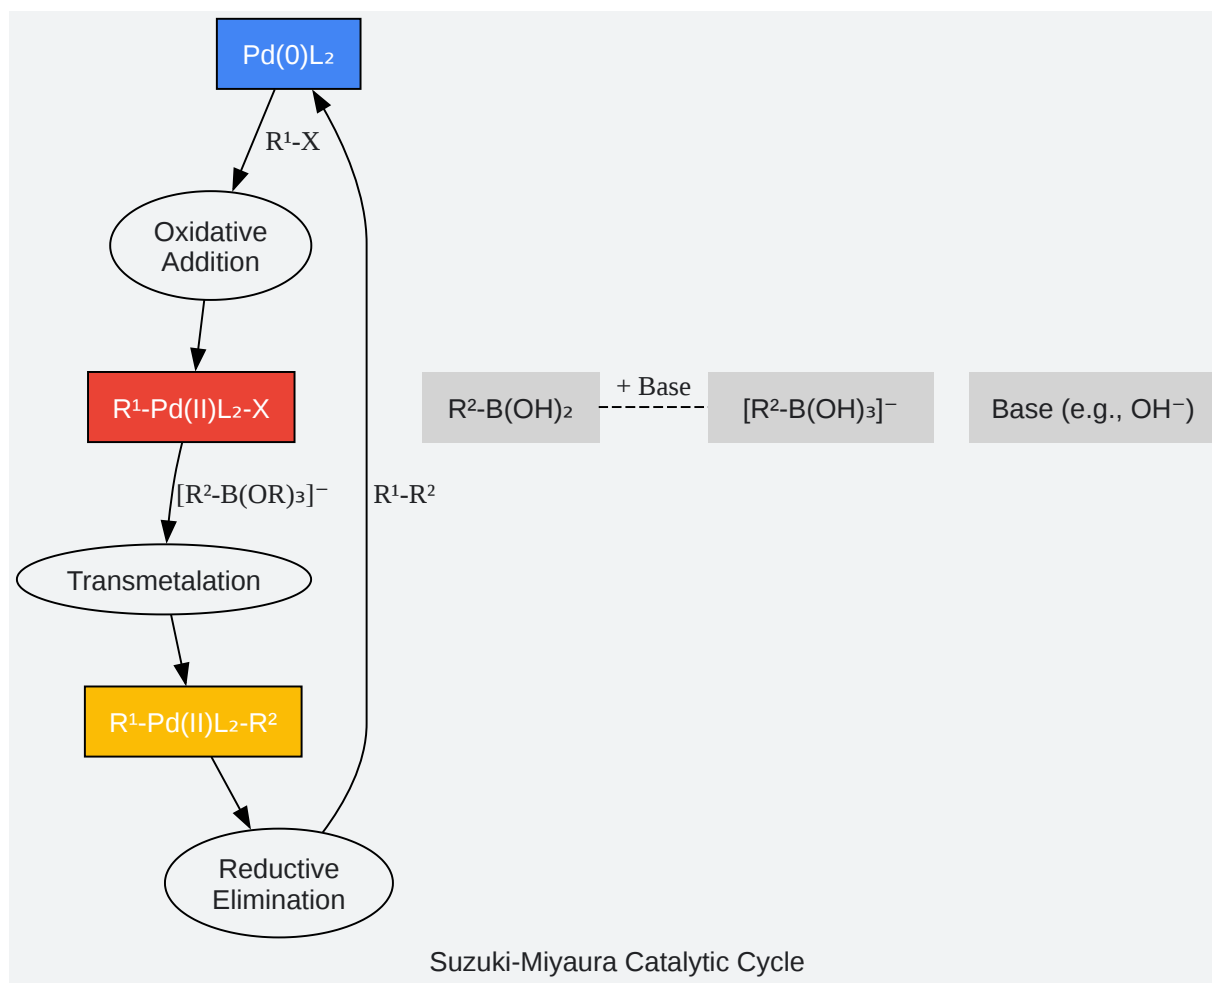 Pd(0)L₂
R¹-X
Oxidative
Addition
R¹-Pd(II)L₂-X
R²-B(OH)₂
+ Base
[R²-B(OH)₃]⁻
Base (e.g., OH⁻)
[R²-B(OR)₃]⁻
R¹-R²
Transmetalation
R¹-Pd(II)L₂-R²
Reductive
Elimination
Suzuki-Miyaura Catalytic Cycle